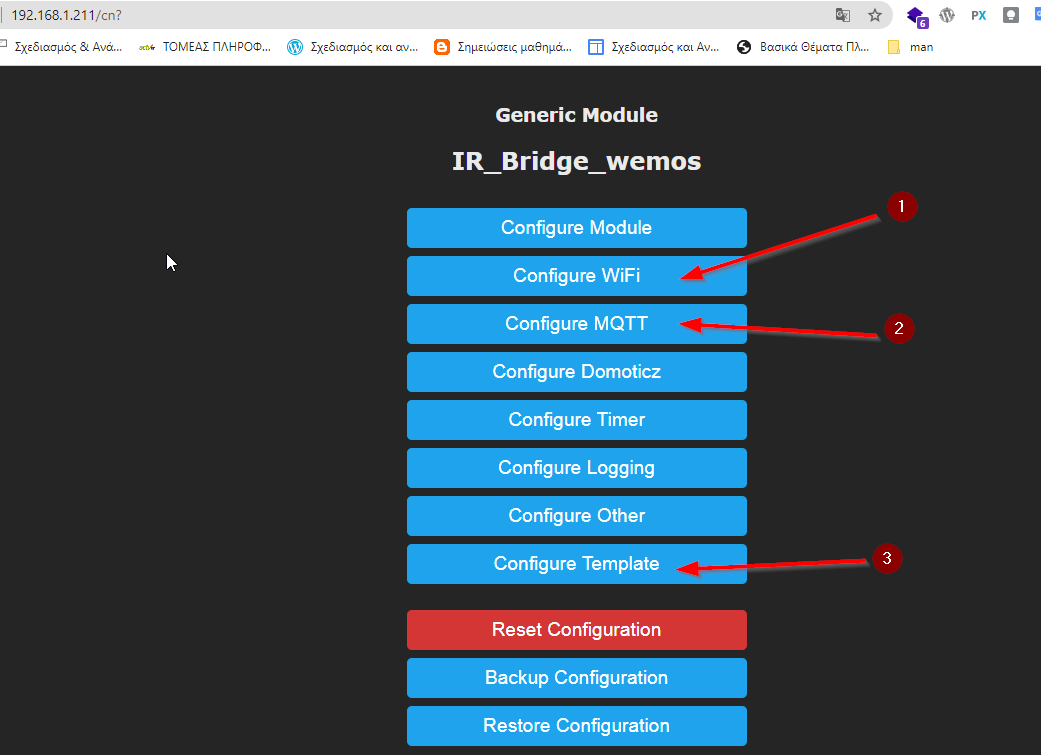 192.168.1.211/cn?
6
PX
Σχεδιασμός & Ανά...
activ
ΤΟΜΕΑΣ ΠΛΗΡΟΦ...
Σχεδιασμός και αν...
Σημειώσεις μαθημά...
Σχεδιασμός και Αν...
Βασικά Θέματα Πλ...
man
Generic Module
IR_Bridge_wemos
Configure Module
1
Configure WiFi
Configure MQTT
2
Configure Domoticz
Configure Timer
Configure Logging
Configure Other
Configure Template
3
Reset Configuration
Backup Configuration
Restore Configuration